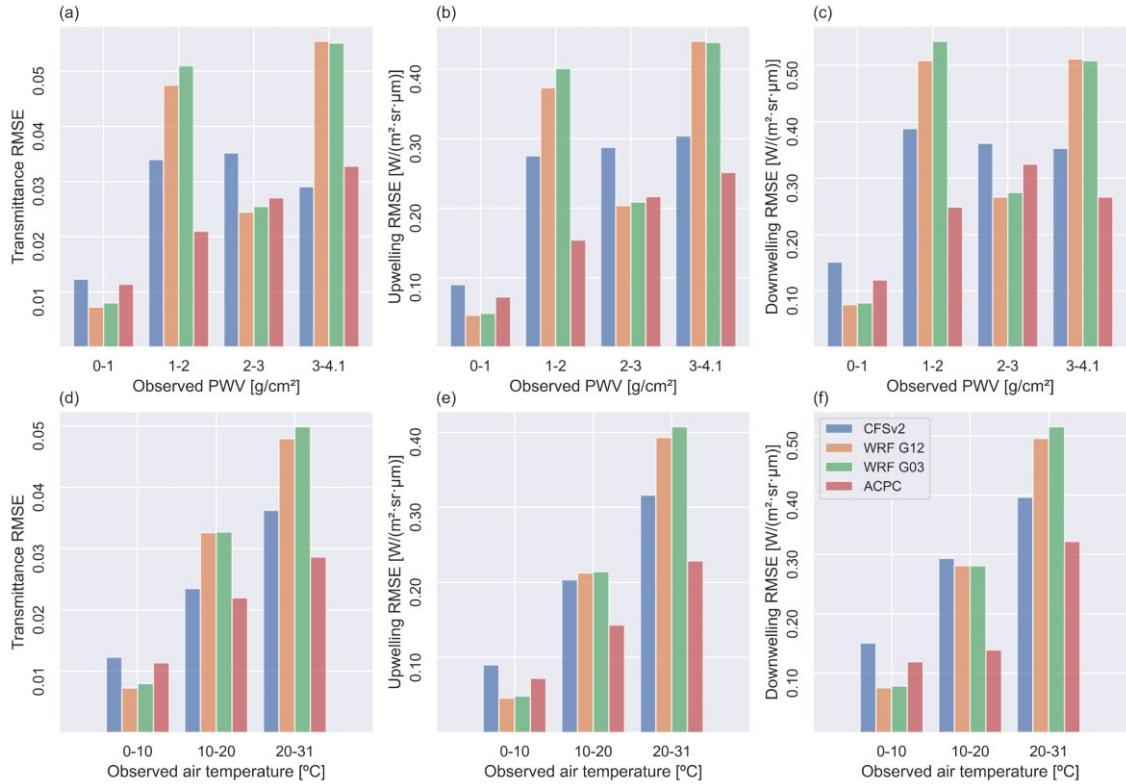 (a)
Transmittance RMSE
0.05
0.04
0.03
0.02
0.01
0-1
1-2
2-3
3-4.1
Observed PWV [g/cm²]
(b)
Upwelling RMSE [W/(m²·sr·µm)]
0.40
0.30
0.20
0.10
0-1
1-2
2-3
3-4.1
Observed PWV [g/cm²]
(c)
Downwelling RMSE [W/(m²·sr·µm)]
0.50
0.40
0.30
0.20
0.10
0-1
1-2
2-3
3-4.1
Observed PWV [g/cm²]
(d)
Transmittance RMSE
0.05
0.04
0.03
0.02
0.01
0-10
10-20
20-31
Observed air temperature [ºC]
(e)
Upwelling RMSE [W/(m²·sr·µm)]
0.40
0.30
0.20
0.10
0-10
10-20
20-31
Observed air temperature [ºC]
(f)
Downwelling RMSE [W/(m²·sr·µm)]
0.50
0.40
0.30
0.20
0.10
CFSv2
WRF G12
WRF G03
ACPC
0-10
10-20
20-31
Observed air temperature [ºC]